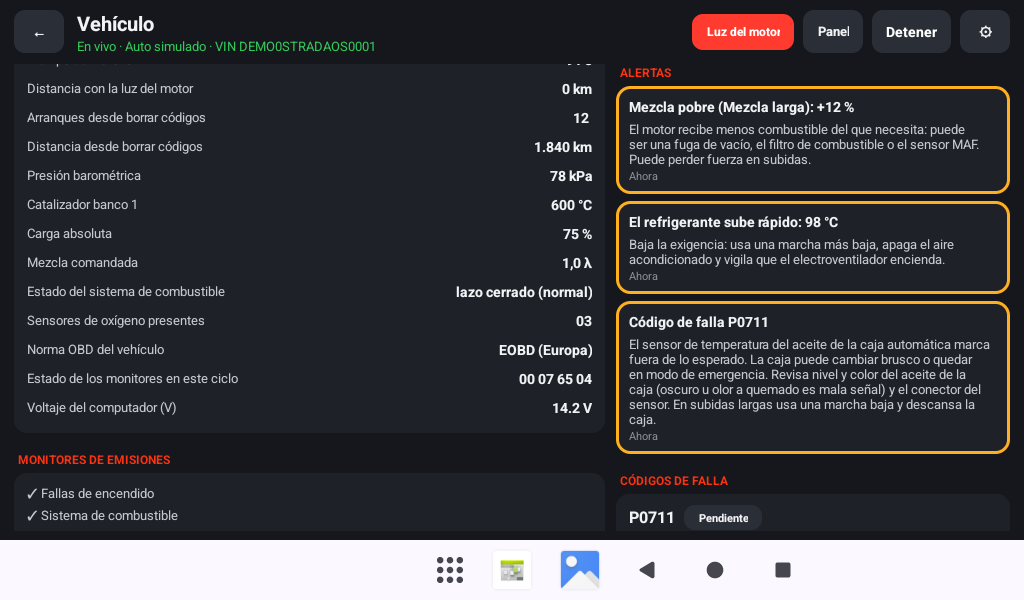 ←
Vehículo
En vivo · Auto simulado · VIN DEMO0STRADAOS0001
Luz del motor
Panel
Detener
Distancia con la luz del motor 0 km
Arranques desde borrar códigos 12
Distancia desde borrar códigos 1.840 km
Presión barométrica 78 kPa
Catalizador banco 1 600 °C
Carga absoluta 75 %
Mezcla comandada 1,0 λ
Estado del sistema de combustible lazo cerrado (normal)
Sensores de oxígeno presentes 03
Norma OBD del vehículo EOBD (Europa)
Estado de los monitores en este ciclo 00 07 65 04
Voltaje del computador (V) 14.2 V
MONITORES DE EMISIONES
✓ Fallas de encendido
✓ Sistema de combustible
ALERTAS
Mezcla pobre (Mezcla larga): +12 %
El motor recibe menos combustible del que necesita: puede
ser una fuga de vacío, el filtro de combustible o el sensor MAF.
Puede perder fuerza en subidas.
Ahora
El refrigerante sube rápido: 98 °C
Baja la exigencia: usa una marcha más baja, apaga el aire
acondicionado y vigila que el electroventilador encienda.
Ahora
Código de falla P0711
El sensor de temperatura del aceite de la caja automática marca
fuera de lo esperado. La caja puede cambiar brusco o quedar
en modo de emergencia. Revisa nivel y color del aceite de la
caja (oscuro u olor a quemado es mala señal) y el conector del
sensor. En subidas largas usa una marcha baja y descansa la
caja.
Ahora
CÓDIGOS DE FALLA
P0711 Pendiente